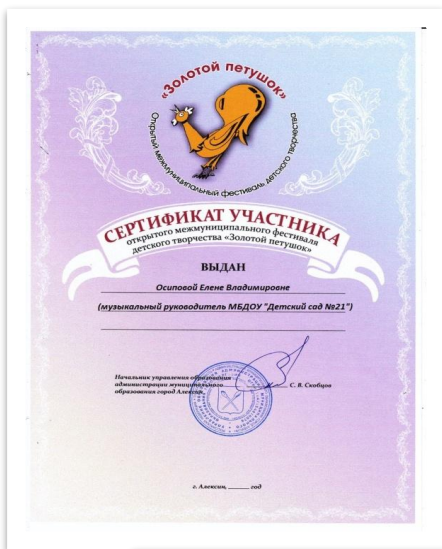 «Золотой петушок»
Открытый межмуниципальный фестиваль детского творчества
СЕРТИФИКАТ УЧАСТНИКА
открытого межмуниципального фестиваля
детского творчества «Золотой петушок»
ВЫДАН
Осиповой Елене Владимировне
(музыкальный руководитель МБДОУ "Детский сад №21")
Начальник управления образования
администрации муниципального
образования город Алексин
С. В. Скобцов
г. Алексин, ______ год